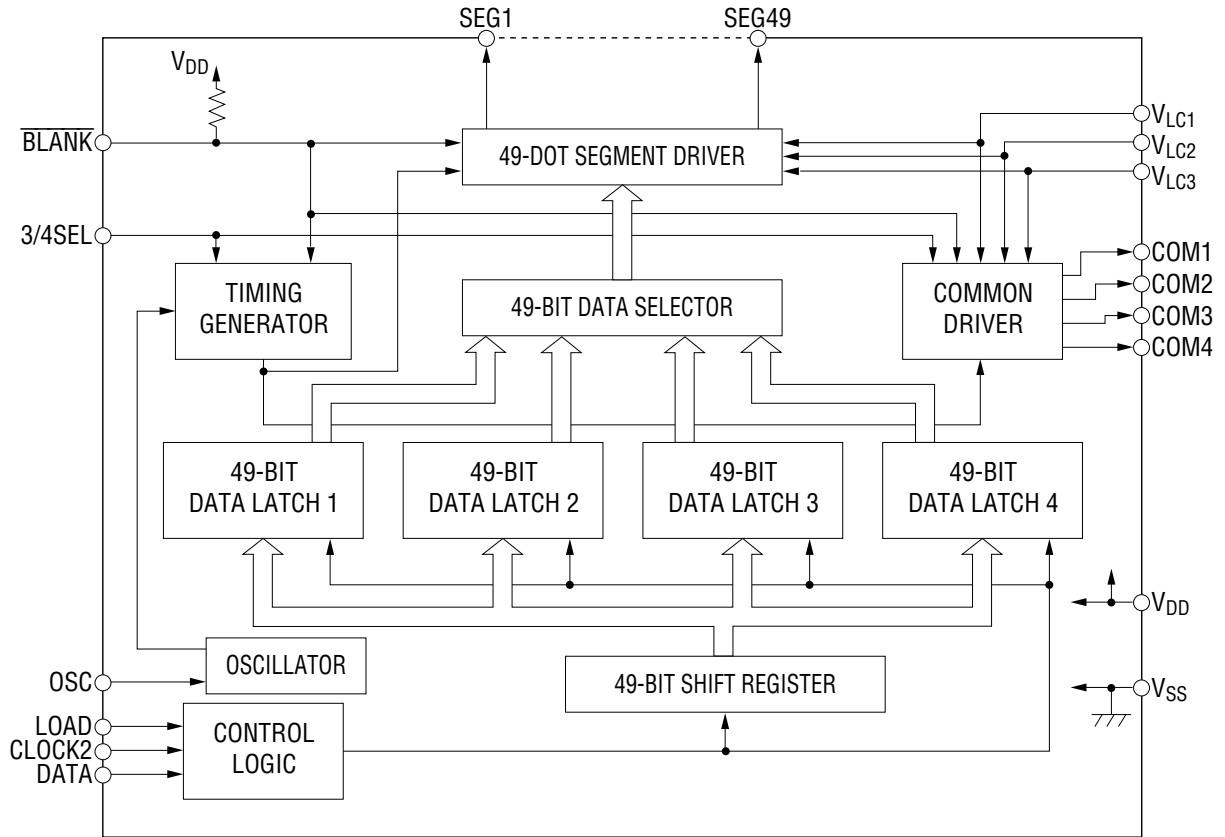 SEG1
SEG49
VDD
BLANK
49-DOT SEGMENT DRIVER
VLC1
VLC2
VLC3
3/4SEL
TIMING
GENERATOR
49-BIT DATA SELECTOR
COMMON
DRIVER
COM1
COM2
COM3
COM4
49-BIT
DATA LATCH 1
49-BIT
DATA LATCH 2
49-BIT
DATA LATCH 3
49-BIT
DATA LATCH 4
VDD
OSCILLATOR
49-BIT SHIFT REGISTER
OSC
VSS
LOAD
CLOCK2
DATA
CONTROL
LOGIC